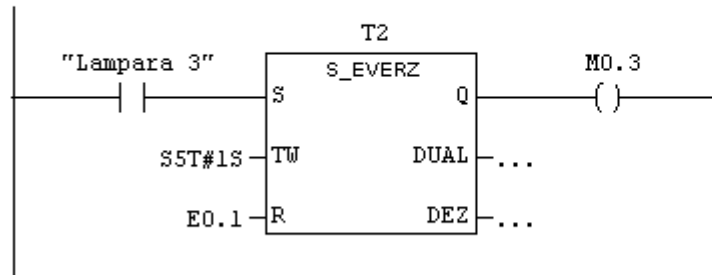 T2
"Lampara 3"
S_EVERZ
M0.3
S
Q
S5T#1S
TW
DUAL
...
E0.1
R
DEZ
...